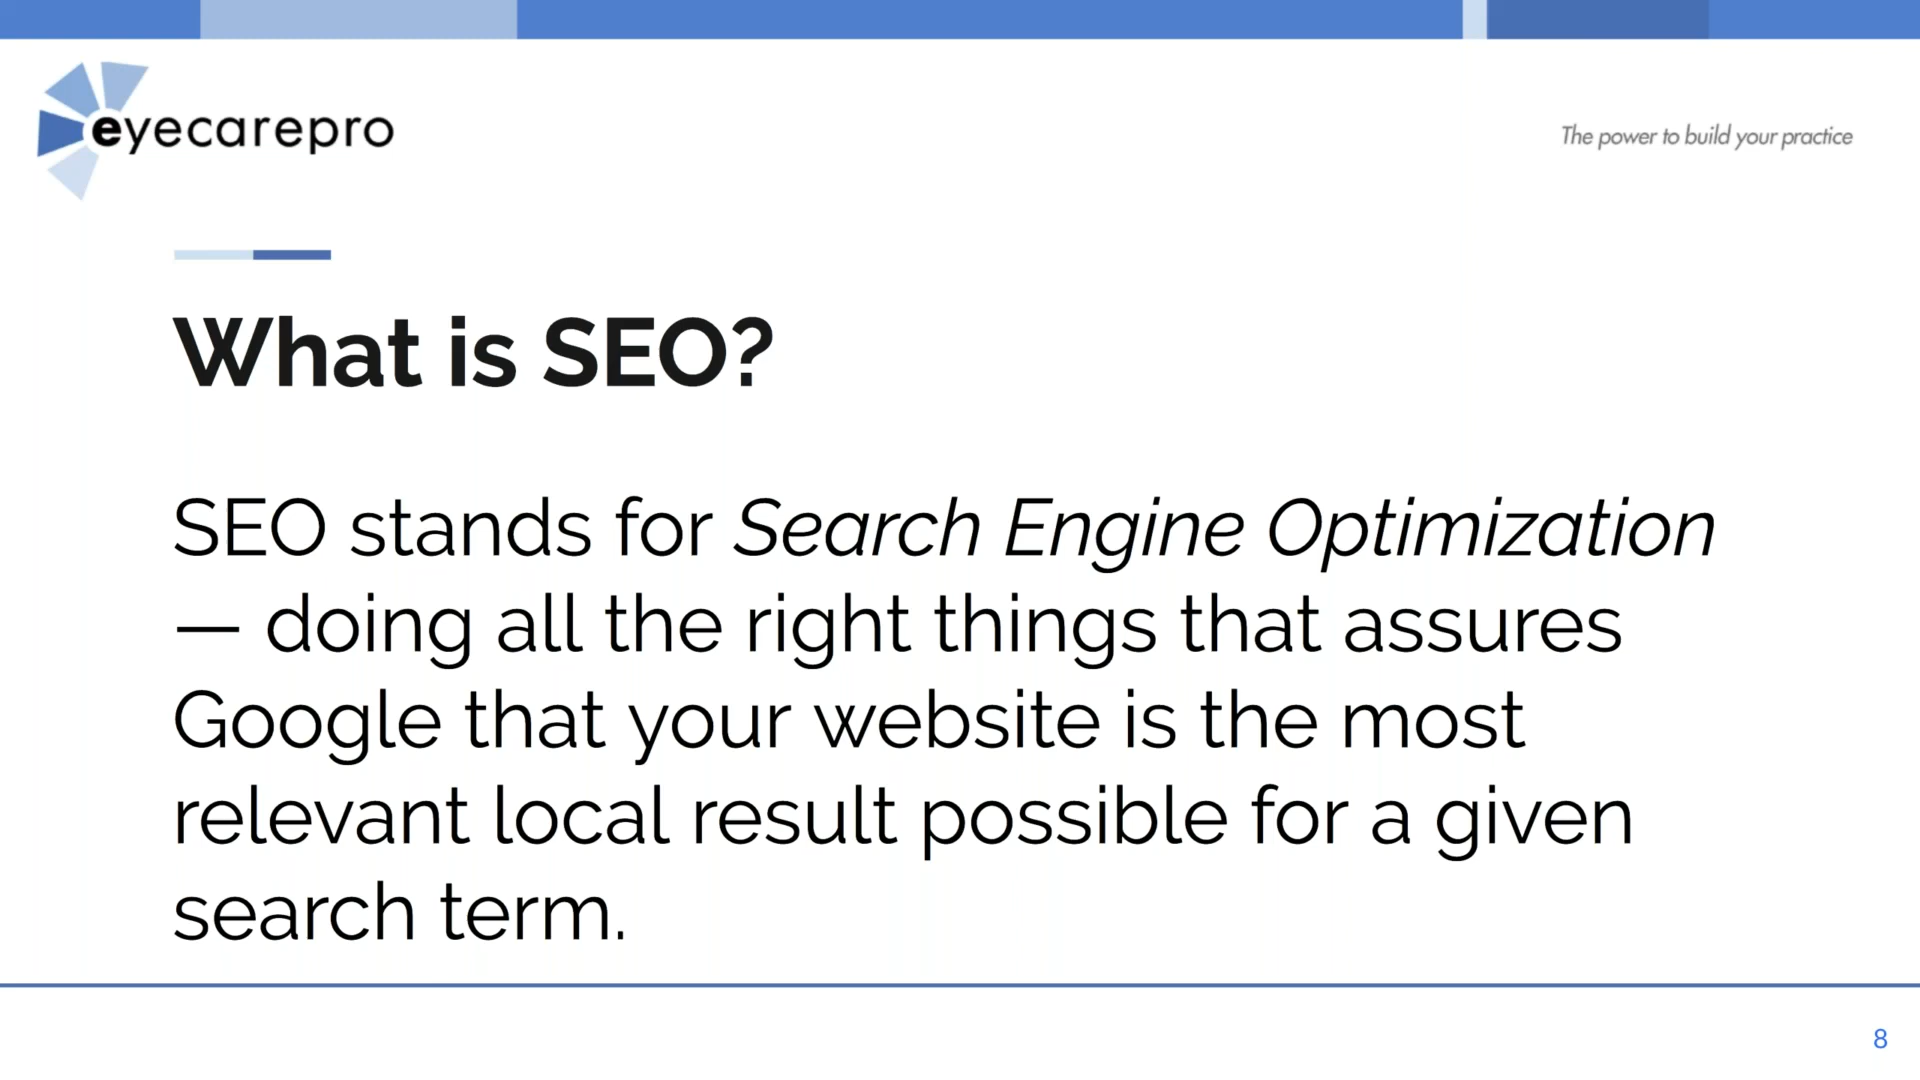 eyecarepro
The power to build your practice
What is SEO?
SEO stands for Search Engine Optimization
— doing all the right things that assures
Google that your website is the most
relevant local result possible for a given
search term.
8